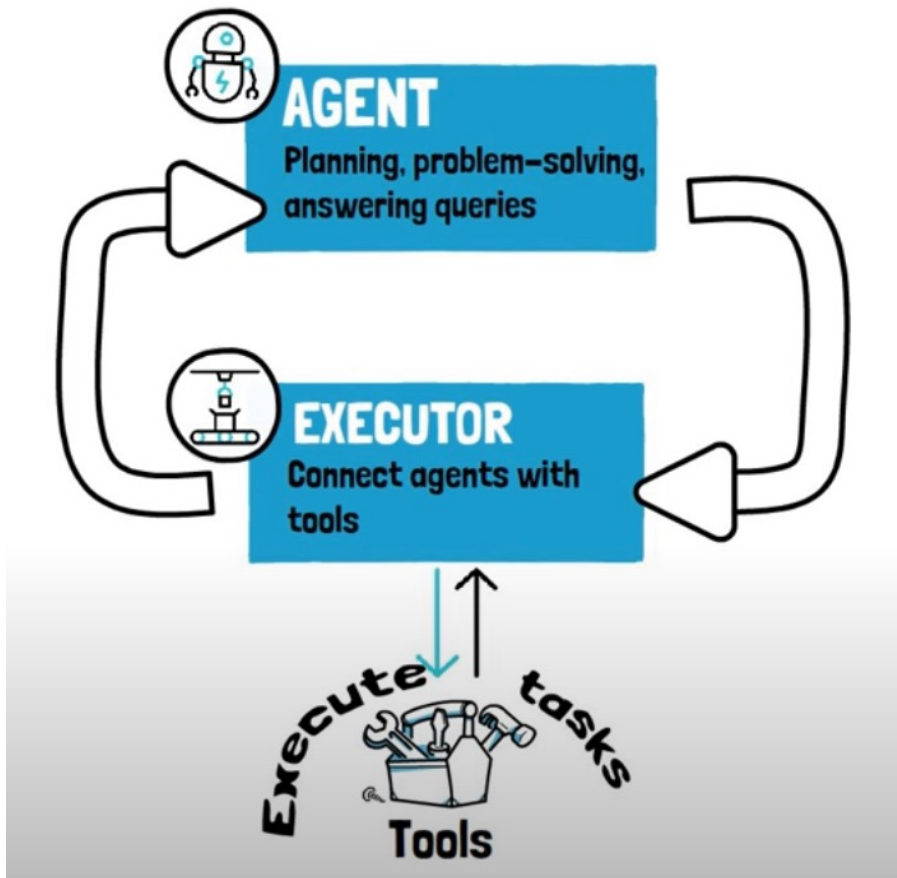 AGENT
Planning, problem-solving,
answering queries
EXECUTOR
Connect agents with
tools
Execute tasks
Tools